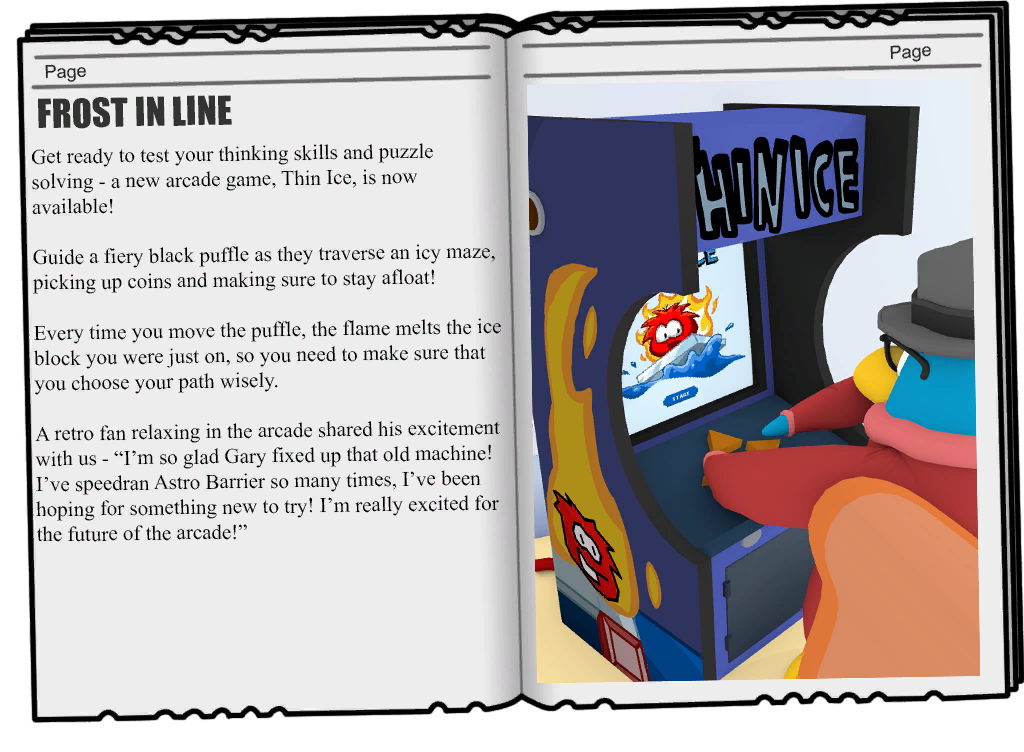 Page
FROST IN LINE
Get ready to test your thinking skills and puzzle
solving - a new arcade game, Thin Ice, is now
available!
Guide a fiery black puffle as they traverse an icy maze,
picking up coins and making sure to stay afloat!
Every time you move the puffle, the flame melts the ice
block you were just on, so you need to make sure that
you choose your path wisely.
A retro fan relaxing in the arcade shared his excitement
with us - “I’m so glad Gary fixed up that old machine!
I’ve speedran Astro Barrier so many times, I’ve been
hoping for something new to try! I’m really excited for
the future of the arcade!”
Page
HIN ICE
CE
START